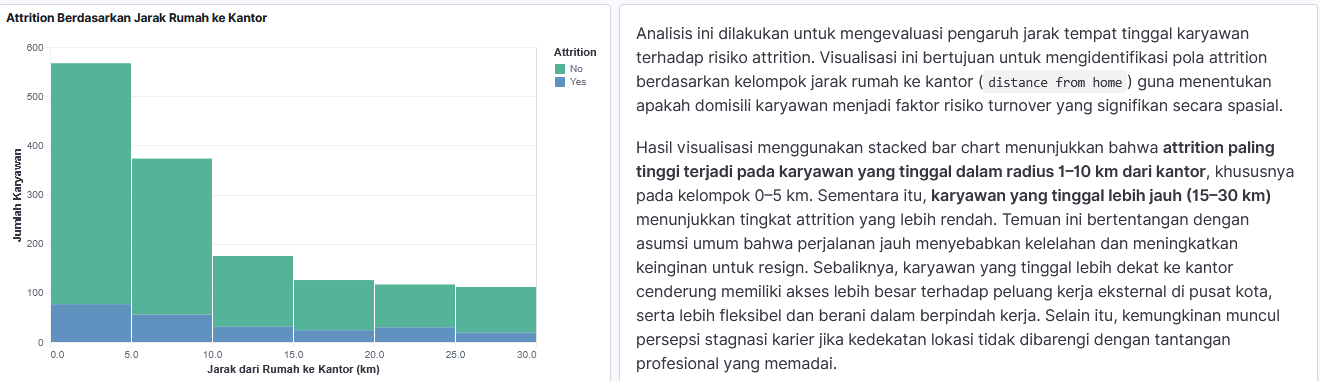 Attrition Berdasarkan Jarak Rumah ke Kantor
600
500
400
300
200
100
0
Jumlah Karyawan
0.0 5.0 10.0 15.0 20.0 25.0 30.0
Jarak dari Rumah ke Kantor (km)
Attrition
No
Yes
Analisis ini dilakukan untuk mengevaluasi pengaruh jarak tempat tinggal karyawan
terhadap risiko attrition. Visualisasi ini bertujuan untuk mengidentifikasi pola attrition
berdasarkan kelompok jarak rumah ke kantor ( distance from home ) guna menentukan
apakah domisili karyawan menjadi faktor risiko turnover yang signifikan secara spasial.
Hasil visualisasi menggunakan stacked bar chart menunjukkan bahwa attrition paling
tinggi terjadi pada karyawan yang tinggal dalam radius 1–10 km dari kantor, khususnya
pada kelompok 0–5 km. Sementara itu, karyawan yang tinggal lebih jauh (15–30 km)
menunjukkan tingkat attrition yang lebih rendah. Temuan ini bertentangan dengan
asumsi umum bahwa perjalanan jauh menyebabkan kelelahan dan meningkatkan
keinginan untuk resign. Sebaliknya, karyawan yang tinggal lebih dekat ke kantor
cenderung memiliki akses lebih besar terhadap peluang kerja eksternal di pusat kota,
serta lebih fleksibel dan berani dalam berpindah kerja. Selain itu, kemungkinan muncul
persepsi stagnasi karier jika kedekatan lokasi tidak dibarengi dengan tantangan
profesional yang memadai.